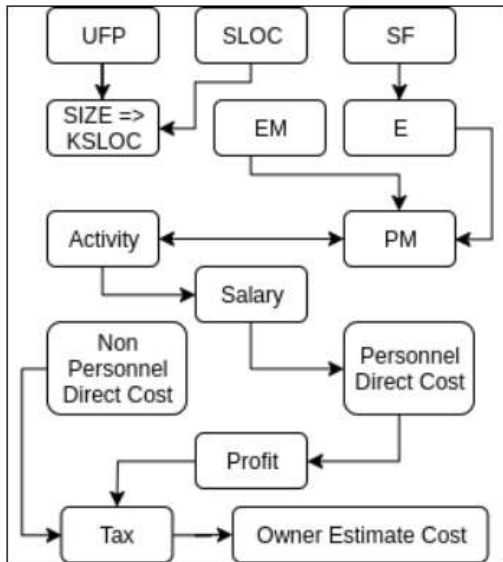 UFP
SLOC
SF
SIZE =>
KSLOC
EM
E
Activity
PM
Salary
Non
Personnel
Direct Cost
Personnel
Direct Cost
Profit
Tax
Owner Estimate Cost